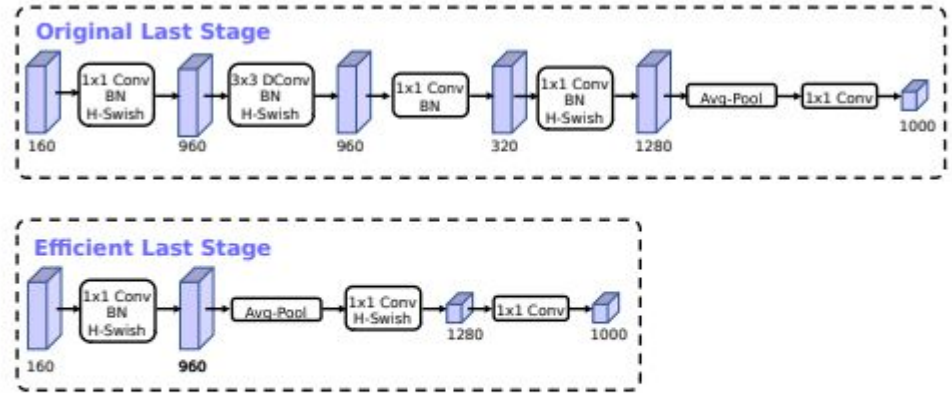 Original Last Stage
1x1 Conv
BN
H-Swish
3x3 DConv
BN
H-Swish
1x1 Conv
BN
1x1 Conv
BN
H-Swish
Avg-Pool
1x1 Conv
160
960
960
320
1280
1000
Efficient Last Stage
1x1 Conv
BN
H-Swish
Avg-Pool
1x1 Conv
H-Swish
1x1 Conv
160
960
1280
1000